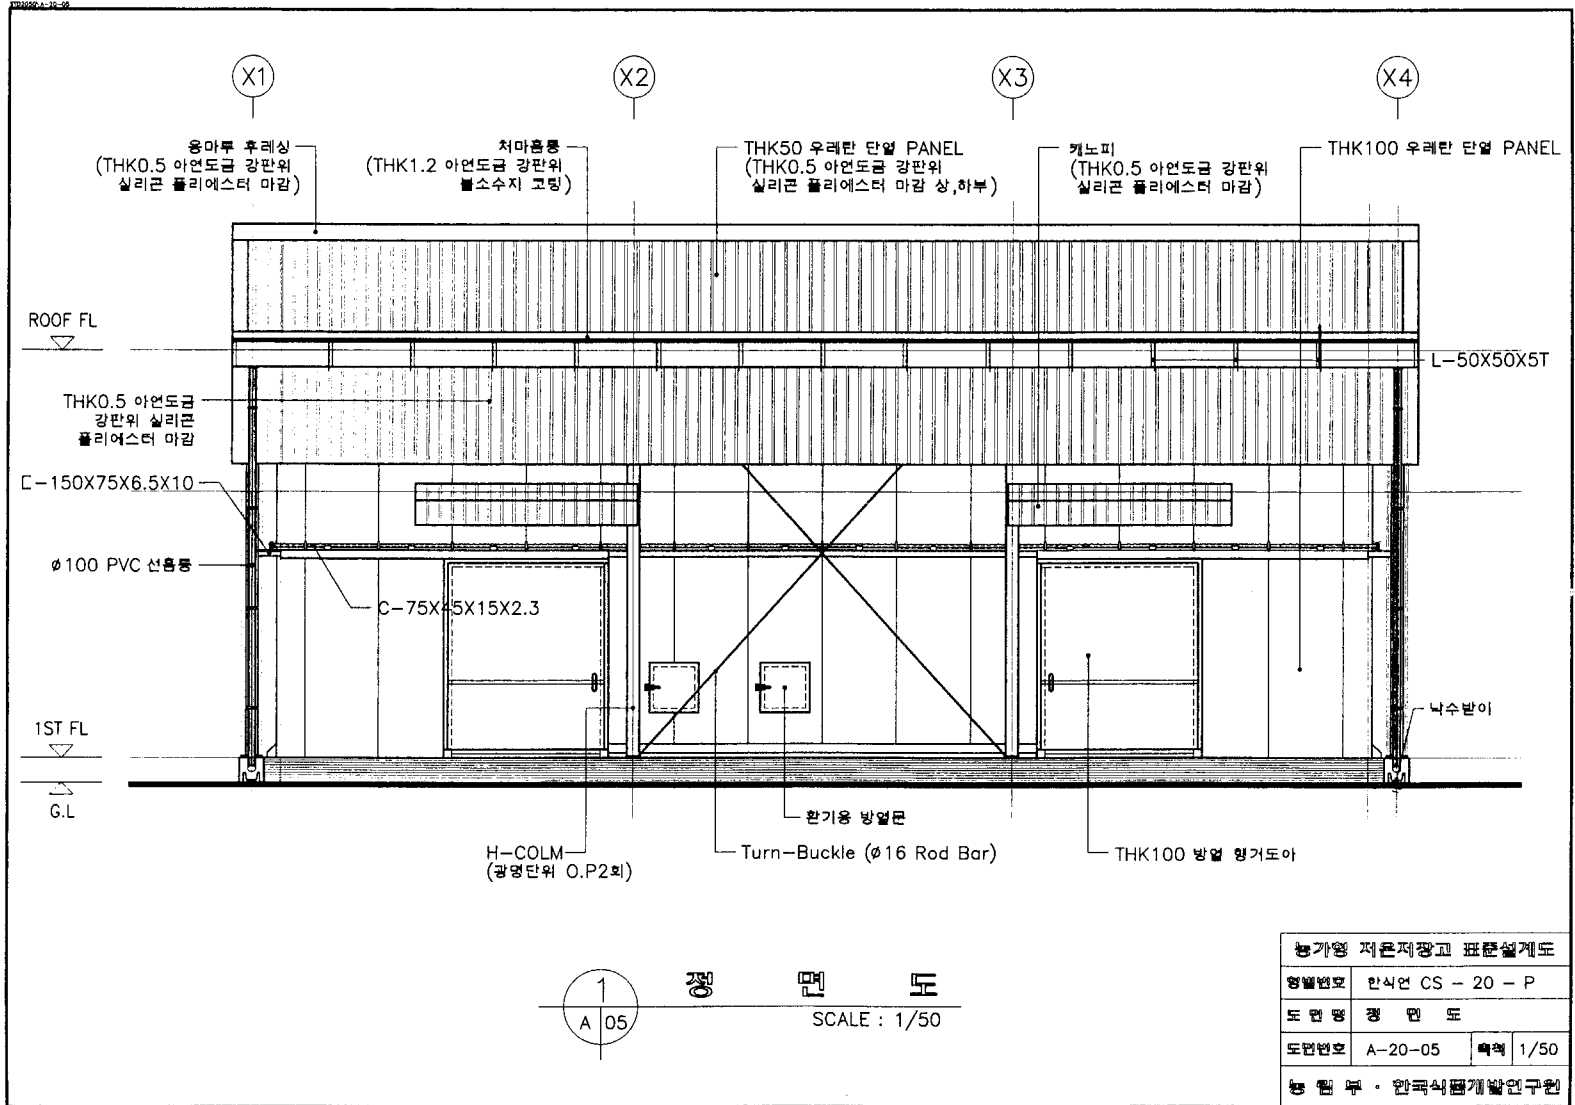 X1
X2
X3
X4
용마루 후레싱
(THK0.5 아연도금 강판위
실리콘 폴리에스터 마감)
처마홈통
(THK1.2 아연도금 강판위
불소수지 코팅)
THK50 우레탄 단열 PANEL
(THK0.5 아연도금 강판위
실리콘 폴리에스터 마감 상,하부)
캐노피
(THK0.5 아연도금 강판위
실리콘 폴리에스터 마감)
THK100 우레탄 단열 PANEL
ROOF FL
L-50X50X5T
THK0.5 아연도금
강판위 실리콘
폴리에스터 마감
ㄷ-150X75X6.5X10
ø100 PVC 선홈통
C-75X45X15X2.3
1ST FL
G.L
낙수받이
환기용 방열문
H-COLM
(광명단위 O.P2회)
Turn-Buckle (ø16 Rod Bar)
THK100 방열 행거도아
1
A 05
정 면 도
SCALE : 1/50
농가형 저온저장고 표준설계도
형별번호 한식연 CS - 20 - P
도면명 정 면 도
도면번호 A-20-05 축척 1/50
농림부 · 한국식품개발연구원